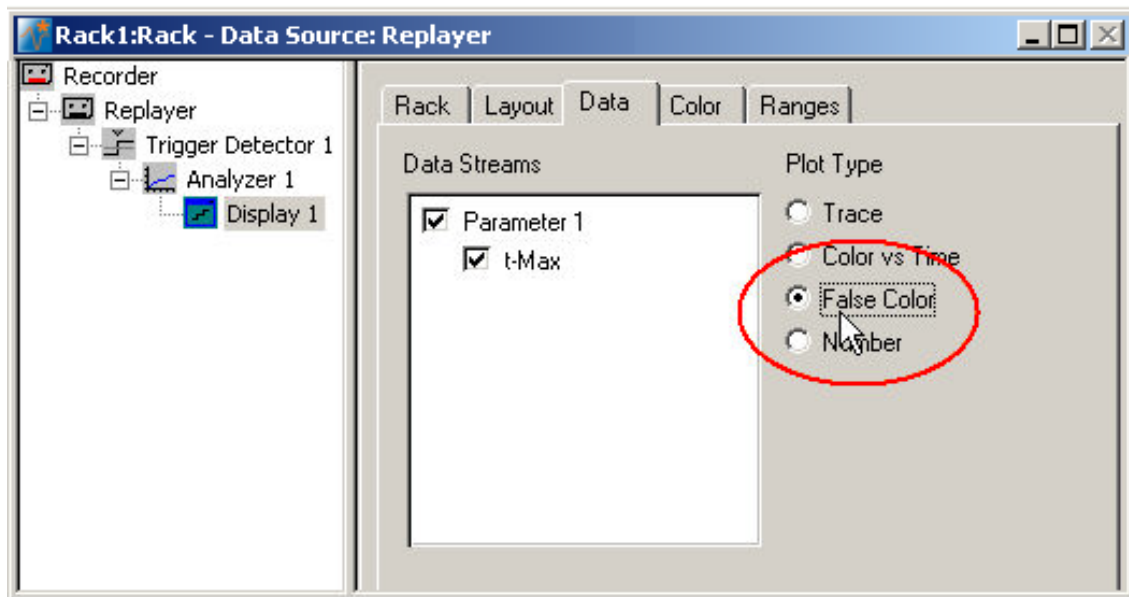 Rack1:Rack - Data Source: Replayer
Recorder
Replayer
Trigger Detector 1
Analyzer 1
Display 1
Rack
Layout
Data
Color
Ranges
Data Streams
Parameter 1
t-Max
Plot Type
Trace
Color vs Time
False Color
Number